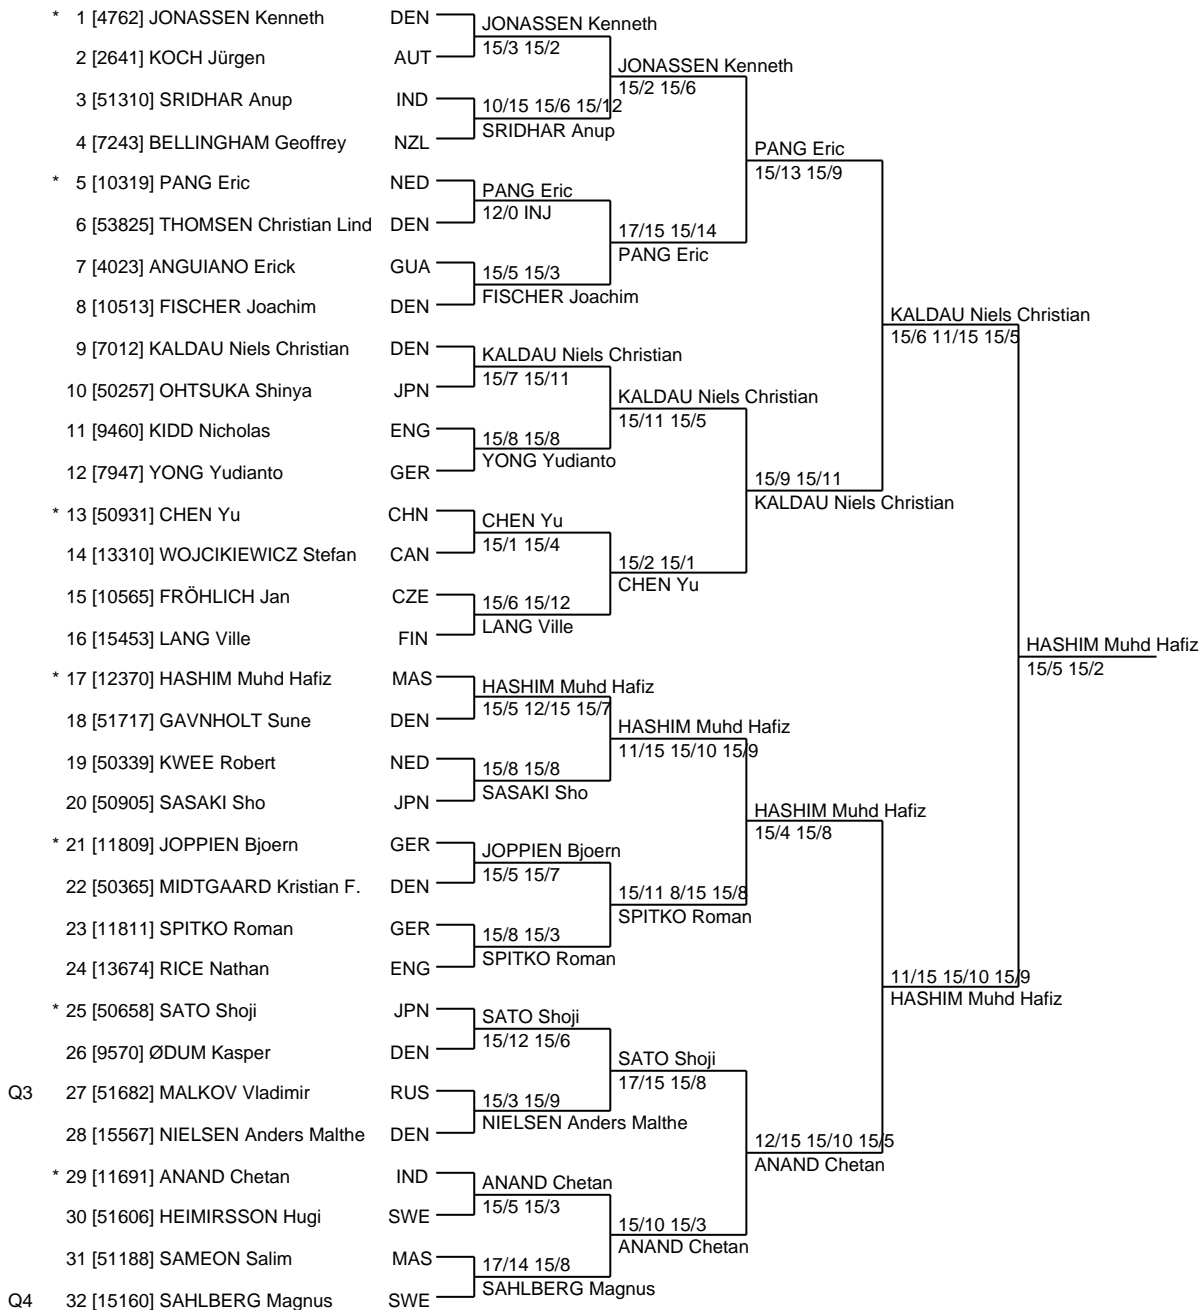 * 1 [4762] JONASSEN Kenneth DEN
2 [2641] KOCH Jürgen AUT
3 [51310] SRIDHAR Anup IND
4 [7243] BELLINGHAM Geoffrey NZL
* 5 [10319] PANG Eric NED
6 [53825] THOMSEN Christian Lind DEN
7 [4023] ANGUIANO Erick GUA
8 [10513] FISCHER Joachim DEN
9 [7012] KALDAU Niels Christian DEN
10 [50257] OHTSUKA Shinya JPN
11 [9460] KIDD Nicholas ENG
12 [7947] YONG Yudianto GER
* 13 [50931] CHEN Yu CHN
14 [13310] WOJCIKIEWICZ Stefan CAN
15 [10565] FRÖHLICH Jan CZE
16 [15453] LANG Ville FIN
* 17 [12370] HASHIM Muhd Hafiz MAS
18 [51717] GAVNHOLT Sune DEN
19 [50339] KWEE Robert NED
20 [50905] SASAKI Sho JPN
* 21 [11809] JOPPIEN Bjoern GER
22 [50365] MIDTGAARD Kristian F. DEN
23 [11811] SPITKO Roman GER
24 [13674] RICE Nathan ENG
* 25 [50658] SATO Shoji JPN
26 [9570] ØDUM Kasper DEN
Q3 27 [51682] MALKOV Vladimir RUS
28 [15567] NIELSEN Anders Malthe DEN
* 29 [11691] ANAND Chetan IND
30 [51606] HEIMIRSSON Hugi SWE
31 [51188] SAMEON Salim MAS
Q4 32 [15160] SAHLBERG Magnus SWE
JONASSEN Kenneth
15/3 15/2
10/15 15/6 15/12
SRIDHAR Anup
PANG Eric
12/0 INJ
15/5 15/3
FISCHER Joachim
KALDAU Niels Christian
15/7 15/11
15/8 15/8
YONG Yudianto
CHEN Yu
15/1 15/4
15/6 15/12
LANG Ville
HASHIM Muhd Hafiz
15/5 12/15 15/7
15/8 15/8
SASAKI Sho
JOPPIEN Bjoern
15/5 15/7
15/8 15/3
SPITKO Roman
SATO Shoji
15/12 15/6
15/3 15/9
NIELSEN Anders Malthe
ANAND Chetan
15/5 15/3
17/14 15/8
SAHLBERG Magnus
JONASSEN Kenneth
15/2 15/6
17/15 15/14
PANG Eric
KALDAU Niels Christian
15/11 15/5
15/2 15/1
CHEN Yu
HASHIM Muhd Hafiz
11/15 15/10 15/9
15/11 8/15 15/8
SPITKO Roman
SATO Shoji
17/15 15/8
15/10 15/3
ANAND Chetan
PANG Eric
15/13 15/9
15/9 15/11
KALDAU Niels Christian
HASHIM Muhd Hafiz
15/4 15/8
12/15 15/10 15/5
ANAND Chetan
KALDAU Niels Christian
15/6 11/15 15/5
11/15 15/10 15/9
HASHIM Muhd Hafiz
HASHIM Muhd Hafiz
15/5 15/2